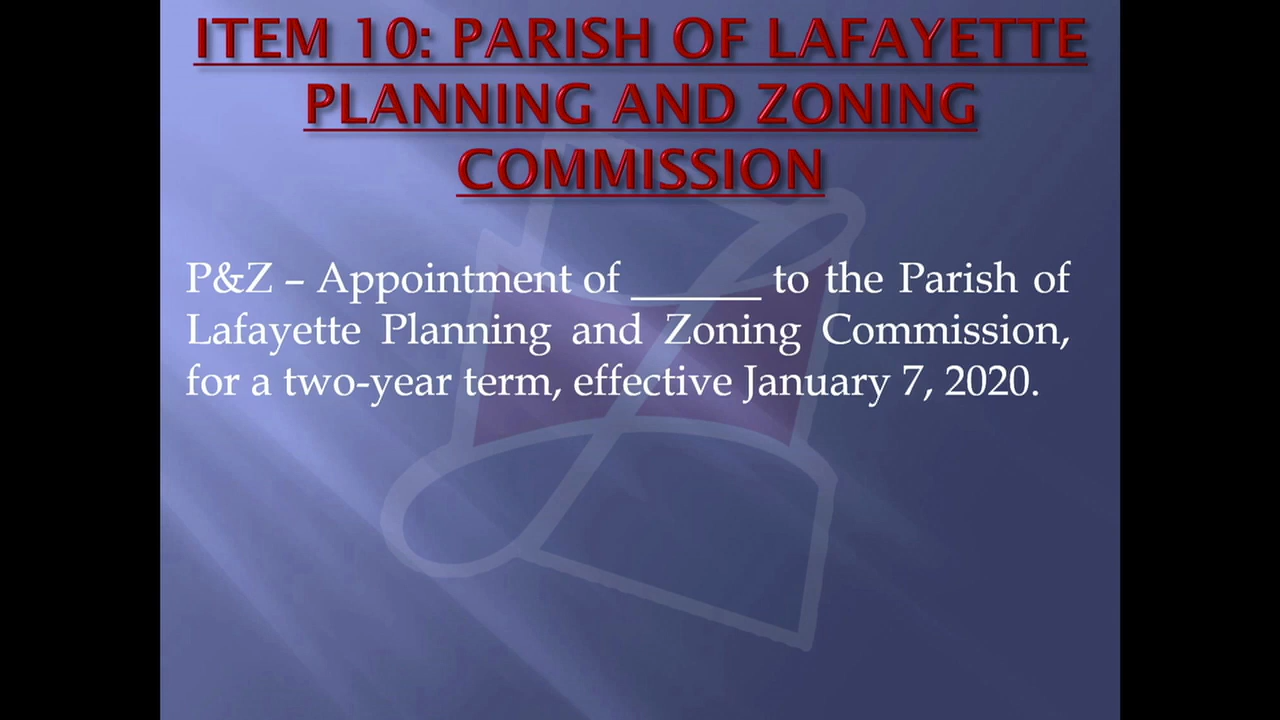 ITEM 10: PARISH OF LAFAYETTE
PLANNING AND ZONING
COMMISSION
P&Z – Appointment of ______ to the Parish of
Lafayette Planning and Zoning Commission,
for a two-year term, effective January 7, 2020.